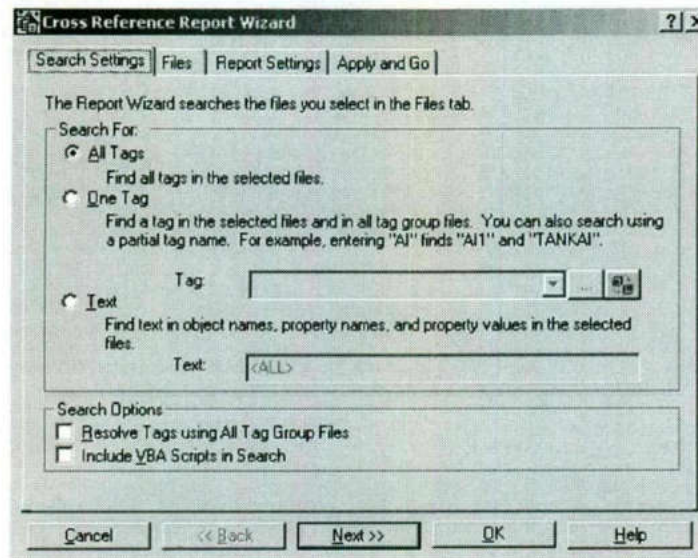 Cross Reference Report Wizard
Search Settings Files Report Settings Apply and Go
The Report Wizard searches the files you select in the Files tab.
Search For:
All Tags
Find all tags in the selected files.
One Tag
Find a tag in the selected files and in all tag group files. You can also search using
a partial tag name. For example, entering "AI" finds "AI1" and "TANKAI".
Tag:
...
Text
Find text in object names, property names, and property values in the selected
files.
Text: <ALL>
Search Options
Resolve Tags using All Tag Group Files
Include VBA Scripts in Search
Cancel << Back Next >> OK Help